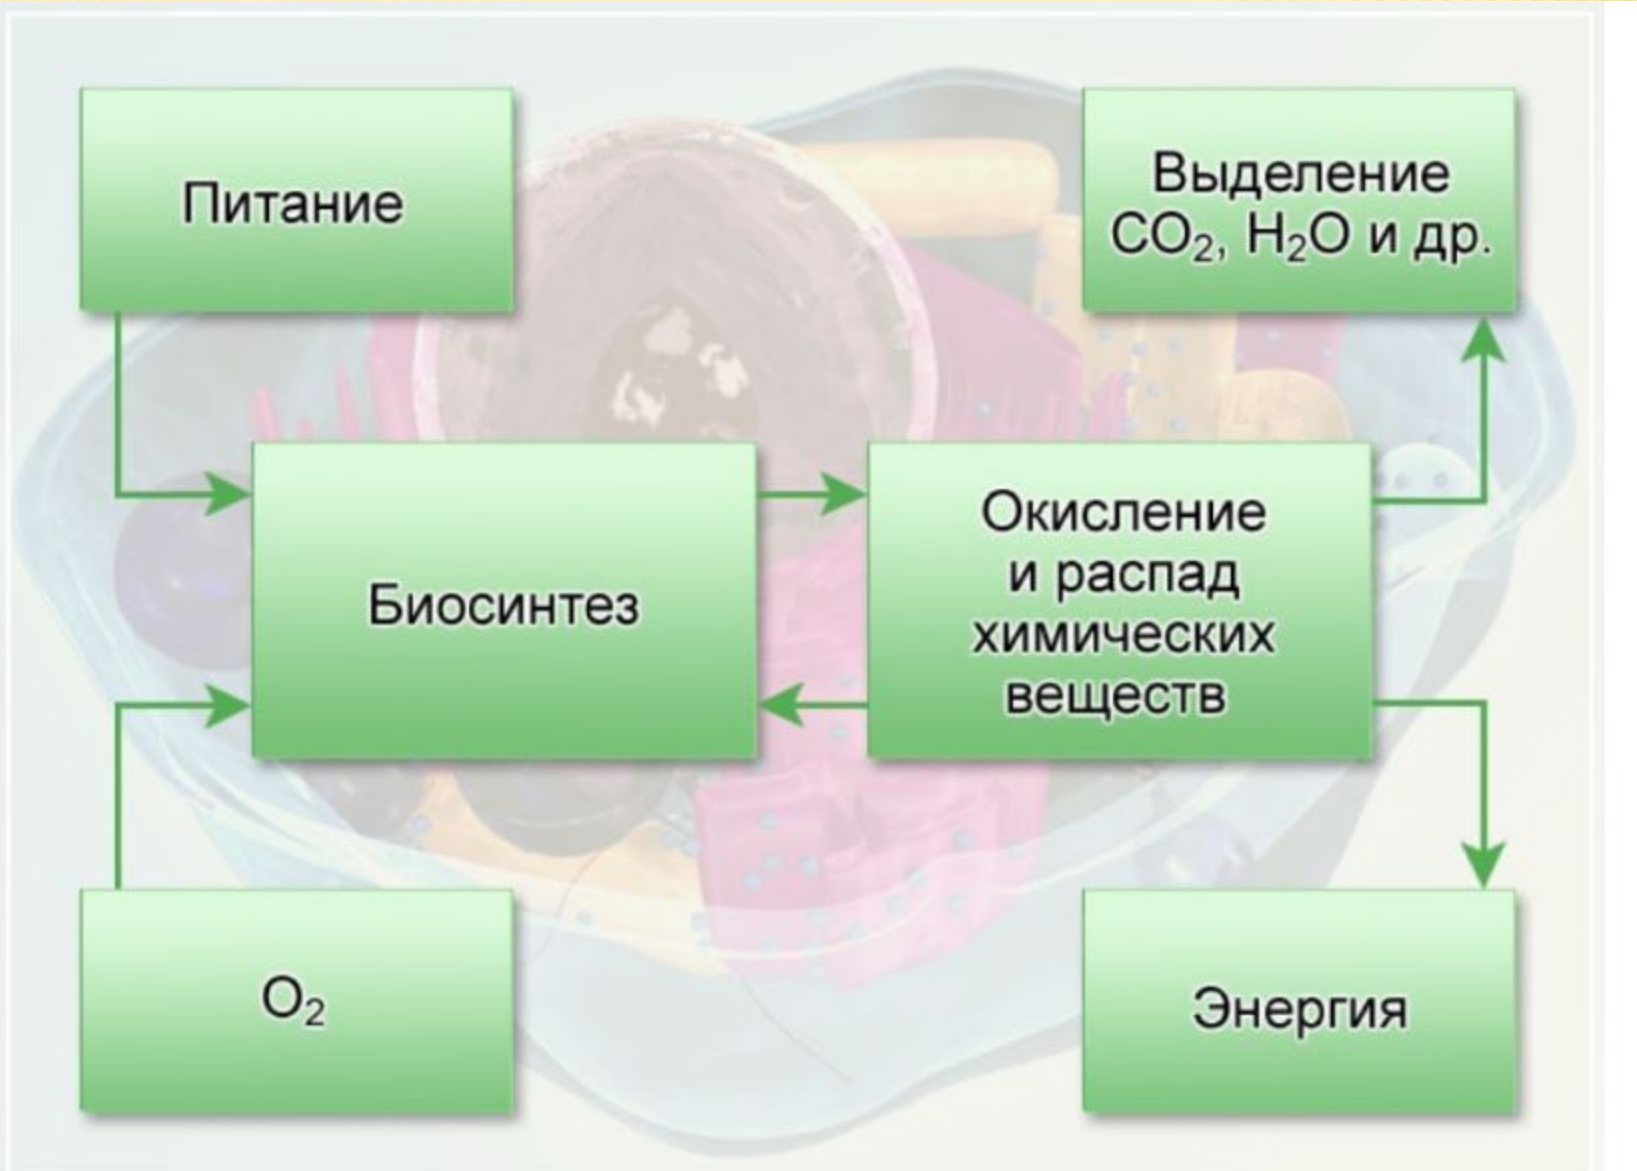 Питание
Выделение
CO₂, H₂O и др.
Биосинтез
Окисление
и распад
химических
веществ
O₂
Энергия